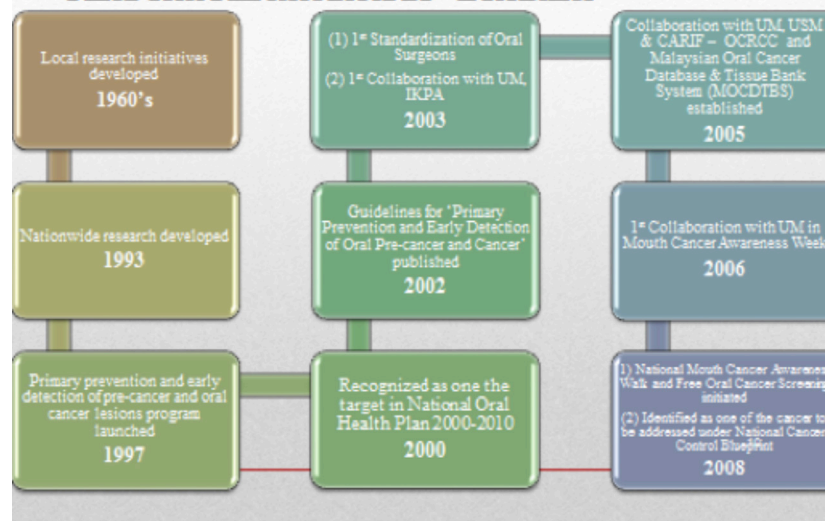 Local research initiatives
developed
1960's
Nationwide research developed
1993
Primary prevention and early
detection of pre-cancer and oral
cancer lesions program
launched
1997
Recognized as one the
target in National Oral
Health Plan 2000-2010
2000
Guidelines for 'Primary
Prevention and Early Detection
of Oral Pre-cancer and Cancer'
published
2002
(1) 1st Standardization of Oral
Surgeons
(2) 1st Collaboration with UM,
IKPA
2003
Collaboration with UM, USM
& CARIF – OCRCC and
Malaysian Oral Cancer
Database & Tissue Bank
System (MOCDTBS)
established
2005
1st Collaboration with UM in
Mouth Cancer Awareness Week
2006
1) National Mouth Cancer Awareness
Walk and Free Oral Cancer Screening
initiated
(2) Identified as one of the cancer to
be addressed under National Cancer
Control Blueprint
2008